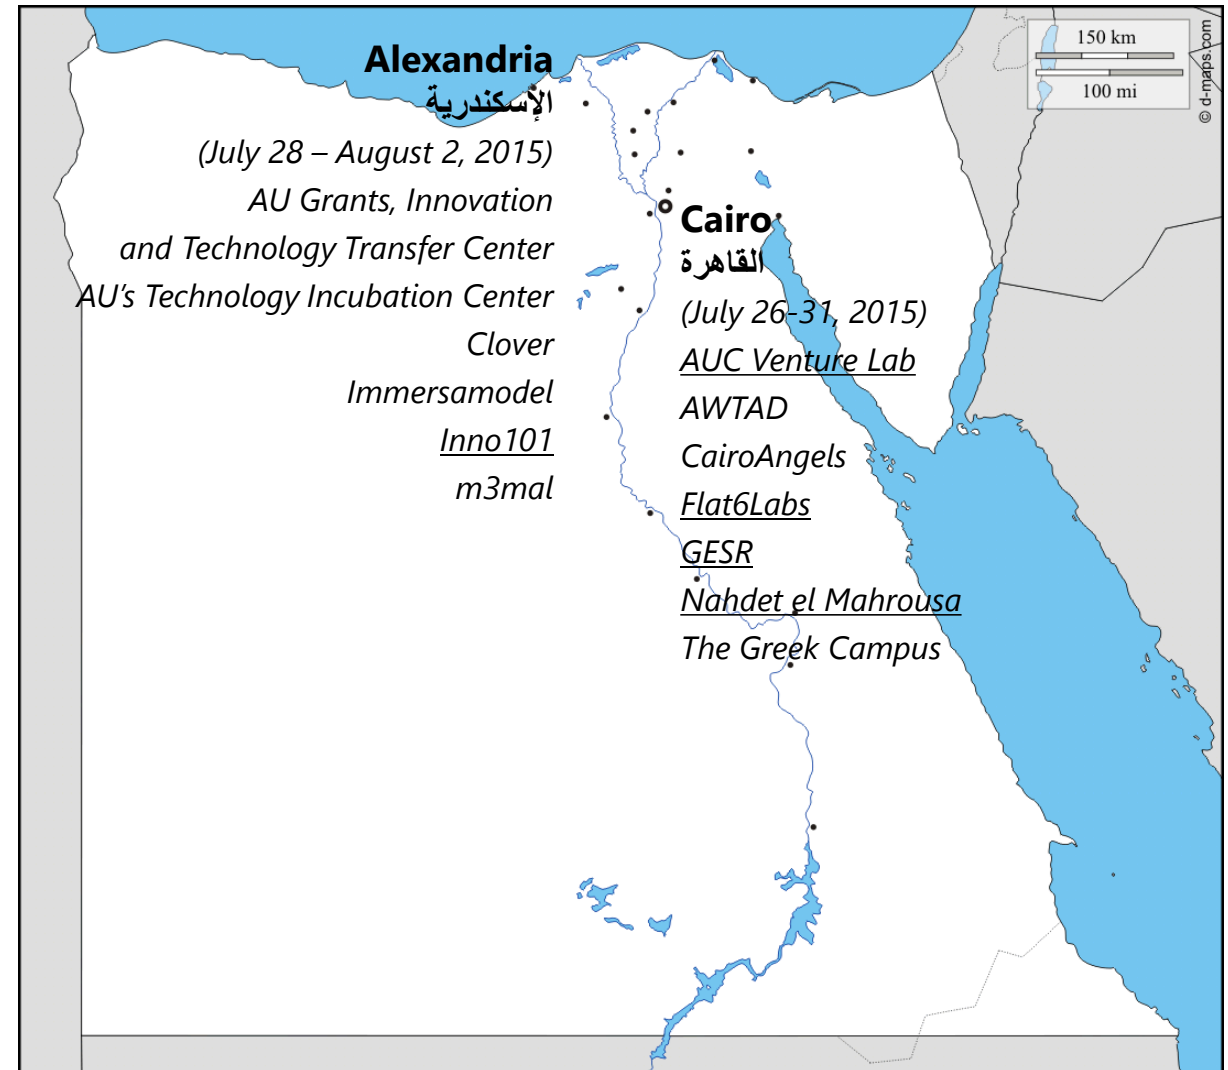 Alexandria
الإسكندرية
(July 28 – August 2, 2015)
AU Grants, Innovation
and Technology Transfer Center
AU’s Technology Incubation Center
Clover
Immersamodel
Inno101
m3mal
Cairo
القاهرة
(July 26-31, 2015)
AUC Venture Lab
AWTAD
CairoAngels
Flat6Labs
GESR
Nahdet el Mahrousa
The Greek Campus
150 km
100 mi
© d-maps.com